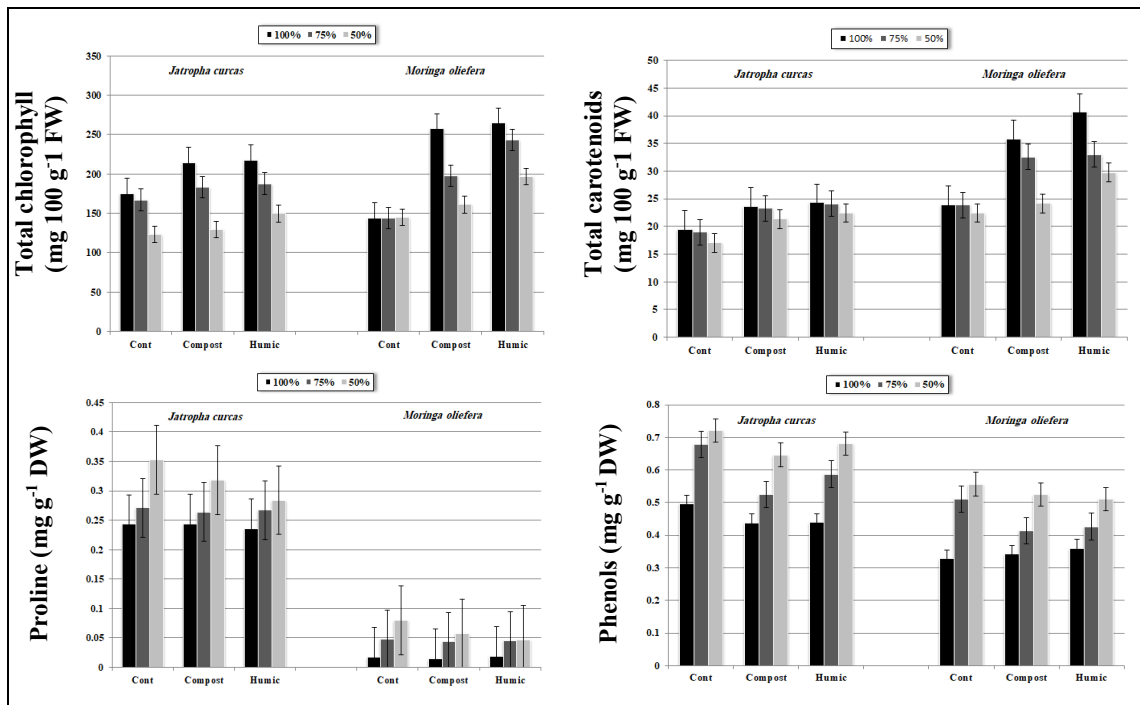 100% 75% 50%
Jatropha curcas Moringa oliefera
Total chlorophyll
(mg 100 g-1 FW)
350
300
250
200
150
100
50
0
Cont Compost Humic Cont Compost Humic
100% 75% 50%
Jatropha curcas Moringa oliefera
Total carotenoids
(mg 100 g-1 FW)
50
45
40
35
30
25
20
15
10
5
0
Cont Compost Humic Cont Compost Humic
100% 75% 50%
Jatropha curcas Moringa oliefera
Proline (mg g-1 DW)
0.45
0.4
0.35
0.3
0.25
0.2
0.15
0.1
0.05
0
Cont Compost Humic Cont Compost Humic
100% 75% 50%
Jatropha curcas Moringa oliefera
Phenols (mg g-1 DW)
0.8
0.7
0.6
0.5
0.4
0.3
0.2
0.1
0
Cont Compost Humic Cont Compost Humic